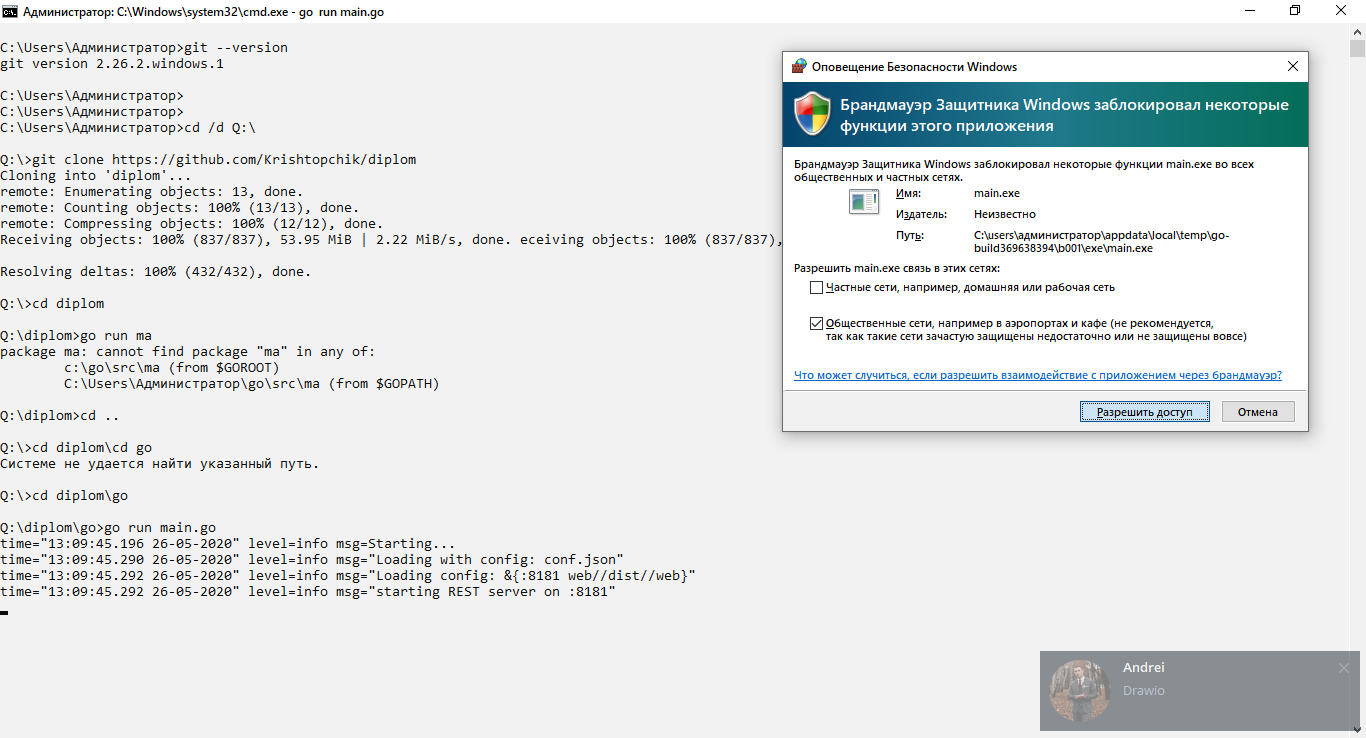 Администратор: C:\Windows\system32\cmd.exe - go  run main.go
C:\Users\Администратор>git --version
git version 2.26.2.windows.1
C:\Users\Администратор>
C:\Users\Администратор>
C:\Users\Администратор>cd /d Q:\
Q:\>git clone https://github.com/Krishtopchik/diplom
Cloning into 'diplom'...
remote: Enumerating objects: 13, done.
remote: Counting objects: 100% (13/13), done.
remote: Compressing objects: 100% (12/12), done.
Receiving objects: 100% (837/837), 53.95 MiB | 2.22 MiB/s, done. eceiving objects: 100% (837/837),
Resolving deltas: 100% (432/432), done.
Q:\>cd diplom
Q:\diplom>go run ma
package ma: cannot find package "ma" in any of:
        c:\go\src\ma (from $GOROOT)
        C:\Users\Администратор\go\src\ma (from $GOPATH)
Q:\diplom>cd ..
Q:\>cd diplom\cd go
Системе не удается найти указанный путь.
Q:\>cd diplom\go
Q:\diplom\go>go run main.go
time="13:09:45.196 26-05-2020" level=info msg=Starting...
time="13:09:45.290 26-05-2020" level=info msg="Loading with config: conf.json"
time="13:09:45.292 26-05-2020" level=info msg="Loading config: &{:8181 web//dist//web}"
time="13:09:45.292 26-05-2020" level=info msg="starting REST server on :8181"
Оповещение Безопасности Windows
Брандмауэр Защитника Windows заблокировал некоторые
функции этого приложения
Брандмауэр Защитника Windows заблокировал некоторые функции main.exe во всех
общественных и частных сетях.
Имя: main.exe
Издатель: Неизвестно
Путь: C:\users\администратор\appdata\local\temp\go-
build369638394\b001\exe\main.exe
Разрешить main.exe связь в этих сетях:
Частные сети, например, домашняя или рабочая сеть
Общественные сети, например в аэропортах и кафе (не рекомендуется,
так как такие сети зачастую защищены недостаточно или не защищены вовсе)
Что может случиться, если разрешить взаимодействие с приложением через брандмауэр?
Разрешить доступ
Отмена
Andrei
Drawio